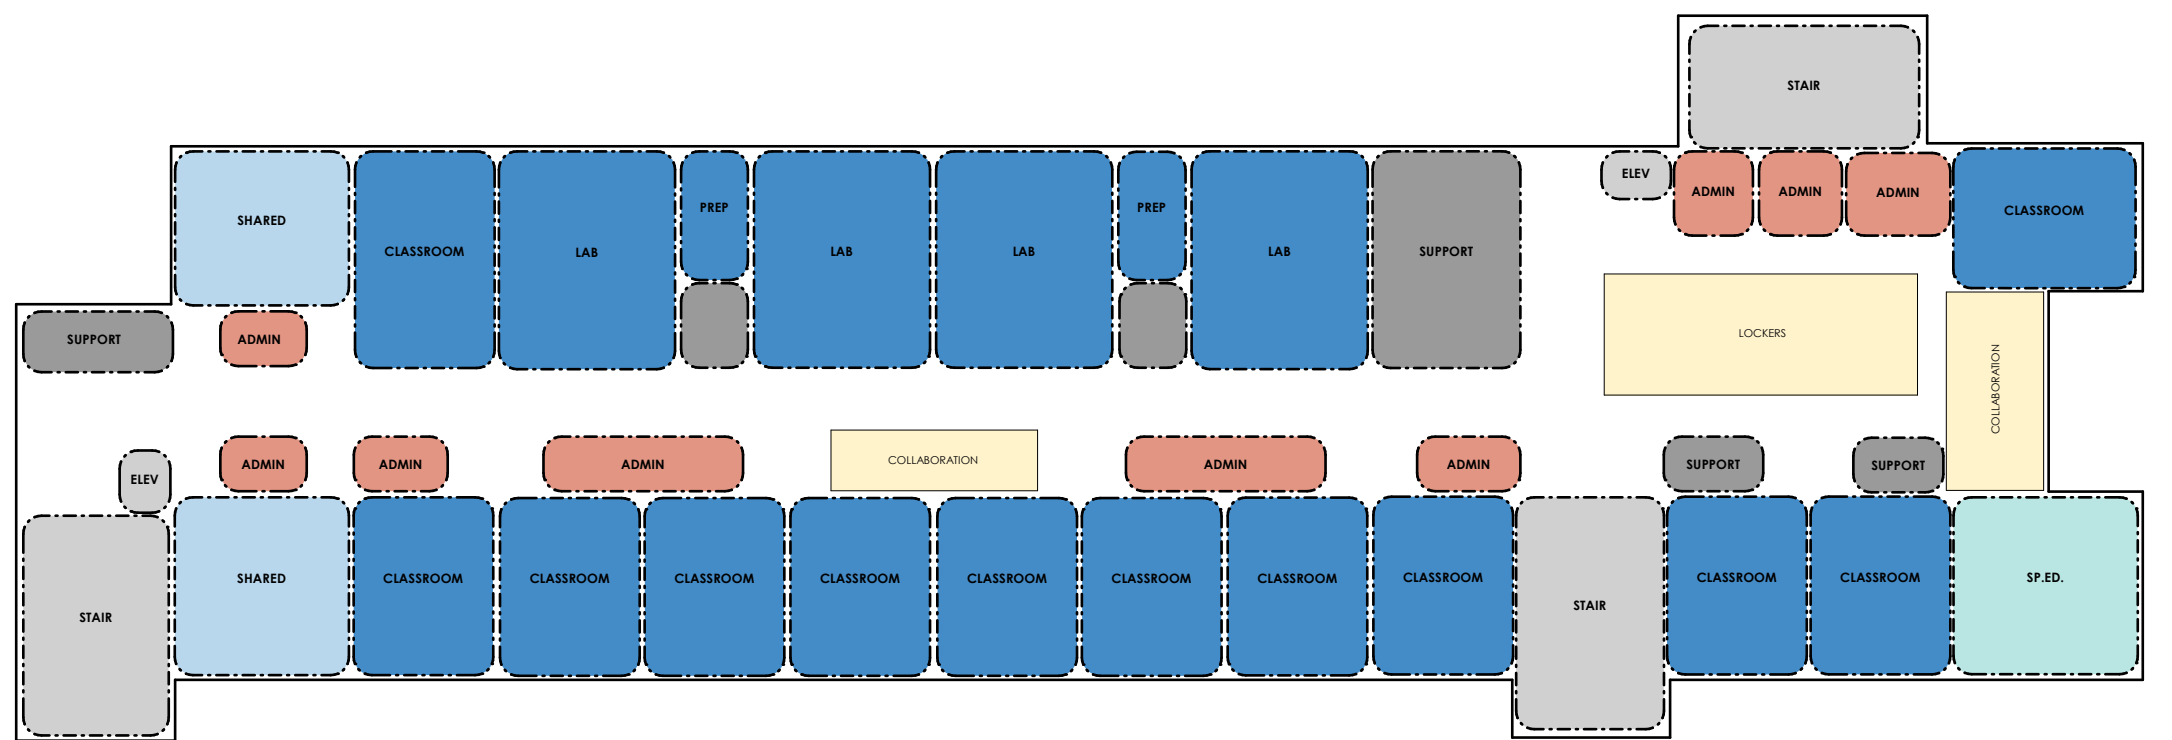 STAIR
ELEV
ADMIN
ADMIN
ADMIN
CLASSROOM
SHARED
CLASSROOM
LAB
PREP
LAB
LAB
PREP
LAB
SUPPORT
SUPPORT
ADMIN
LOCKERS
COLLABORATION
ELEV
ADMIN
ADMIN
ADMIN
COLLABORATION
ADMIN
ADMIN
SUPPORT
SUPPORT
STAIR
SHARED
CLASSROOM
CLASSROOM
CLASSROOM
CLASSROOM
CLASSROOM
CLASSROOM
CLASSROOM
CLASSROOM
STAIR
CLASSROOM
CLASSROOM
SP.ED.